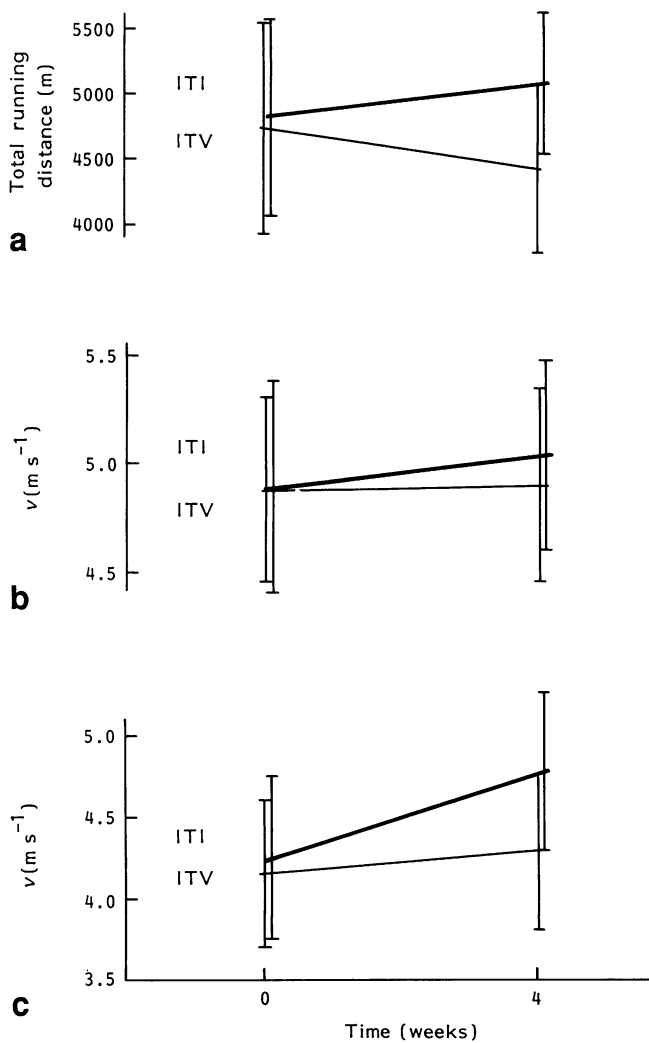 Total running
distance (m)
5500
5000
4500
4000
ITI
ITV
a
v(m s⁻¹)
5.5
5.0
4.5
ITI
ITV
b
v(m s⁻¹)
5.0
4.5
4.0
3.5
ITI
ITV
c
0
4
Time (weeks)